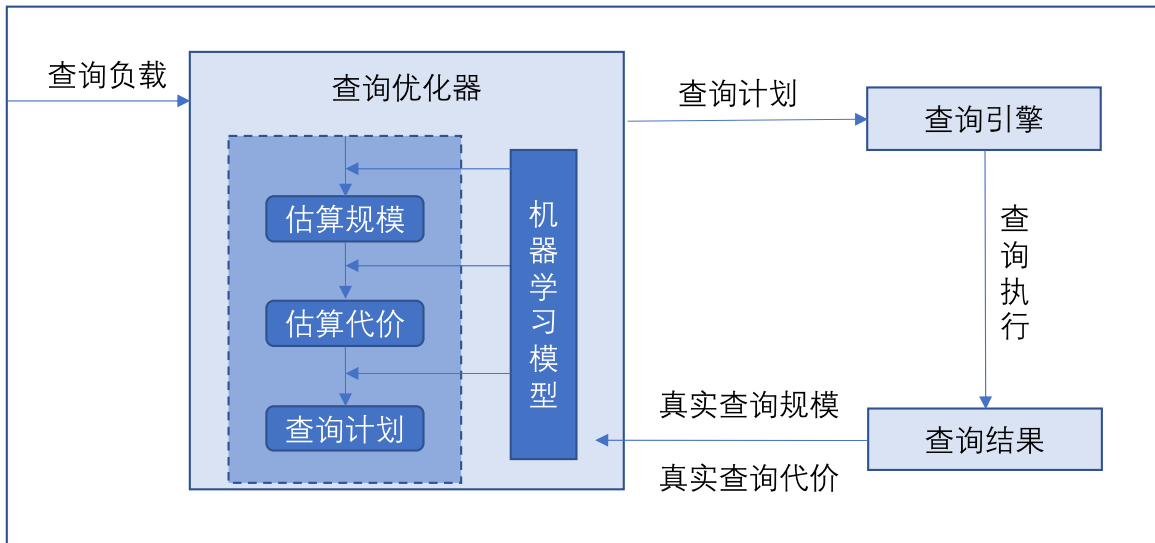 查询负载
查询优化器
估算规模
估算代价
查询计划
机器学习模型
查询计划
查询引擎
查询执行
真实查询规模
真实查询代价
查询结果